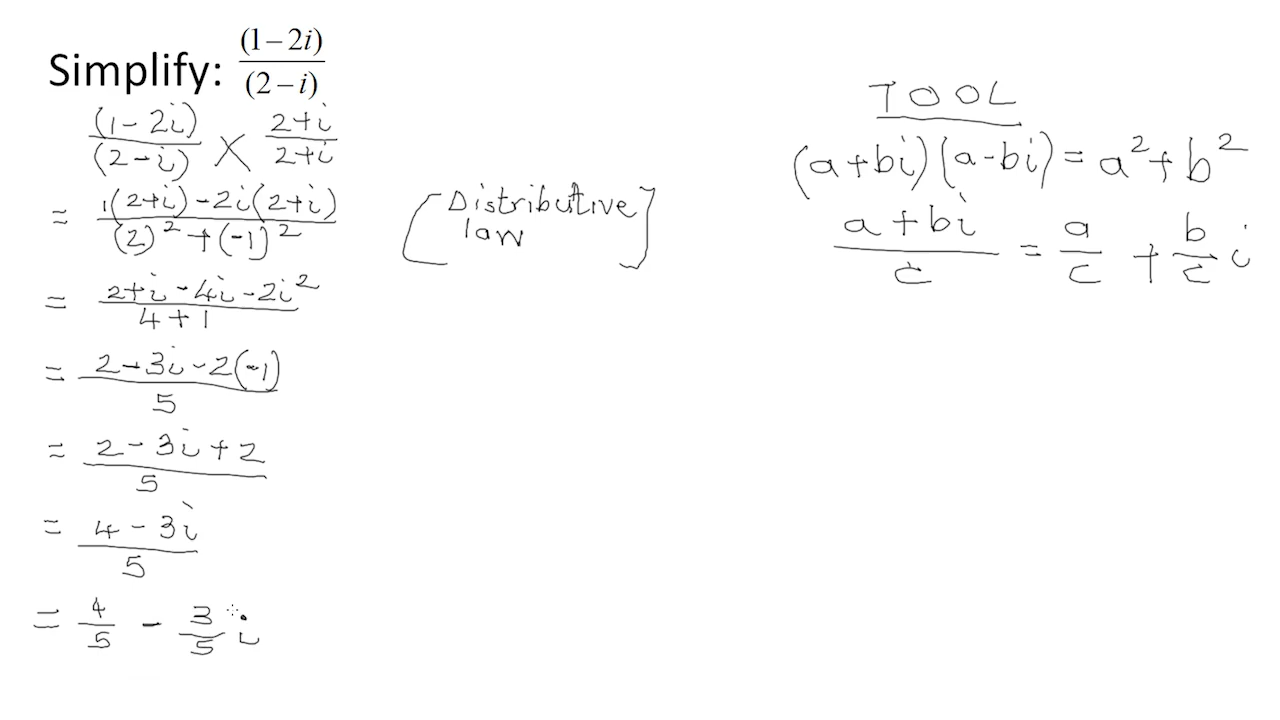 Simplify: (1-2i)/(2-i)
(1-2i)/(2-i) × 2+i/2+i
= 1(2+i)-2i(2+i)/(2)²+(-1)² [Distributive law]
= 2+i-4i-2i²/4+1
= 2-3i-2(-1)/5
= 2-3i+2/5
= 4-3i/5
= 4/5 - 3/5 i
TOOL
(a+bi)(a-bi)=a²+b²
a+bi/c = a/c + b/c i